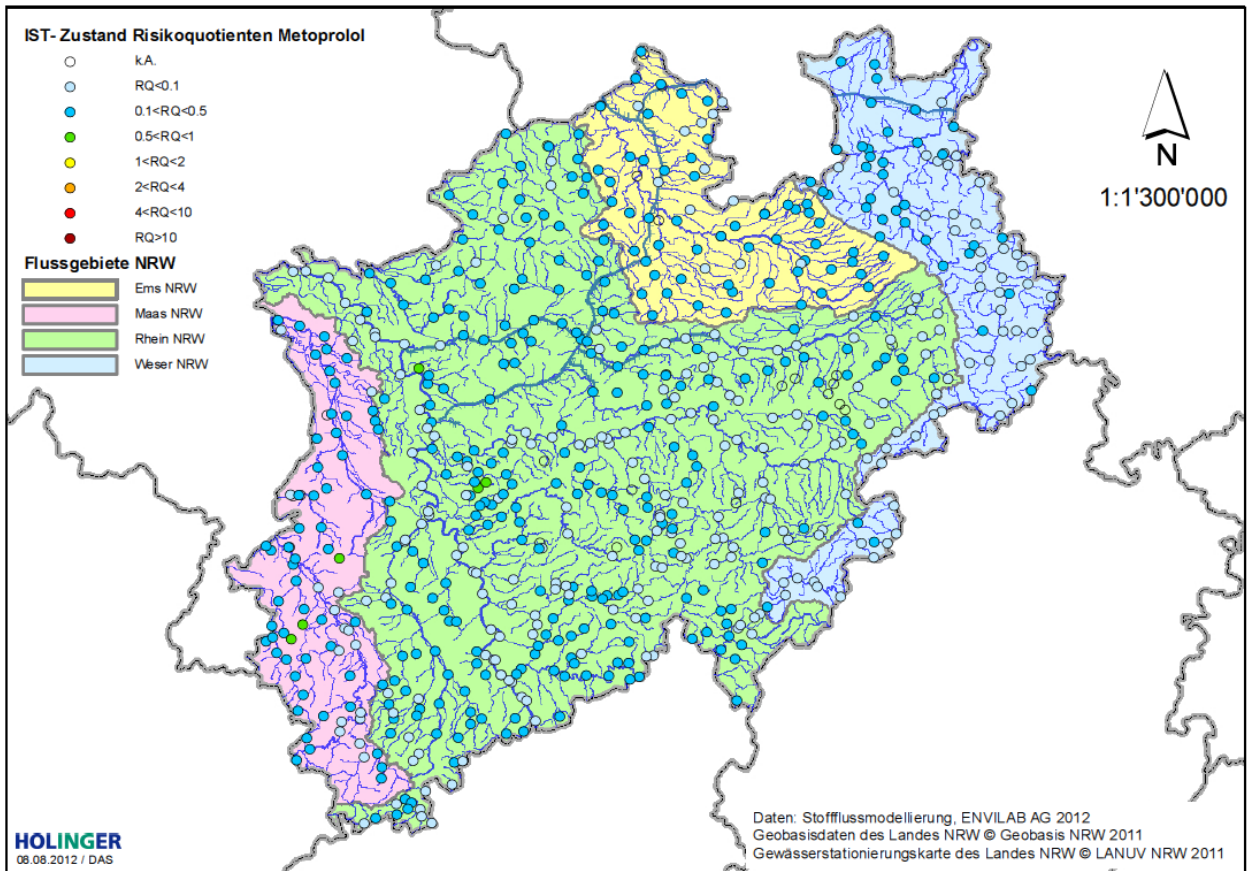 IST- Zustand Risikoquotienten Metoprolol
k.A.
RQ<0.1
0.1<RQ<0.5
0.5<RQ<1
1<RQ<2
2<RQ<4
4<RQ<10
RQ>10
Flussgebiete NRW
Ems NRW
Maas NRW
Rhein NRW
Weser NRW
N
1:1'300'000
HOLINGER
08.08.2012 / DAS
Daten: Stoffflussmodellierung, ENVILAB AG 2012
Geobasisdaten des Landes NRW © Geobasis NRW 2011
Gewässerstationierungskarte des Landes NRW © LANUV NRW 2011